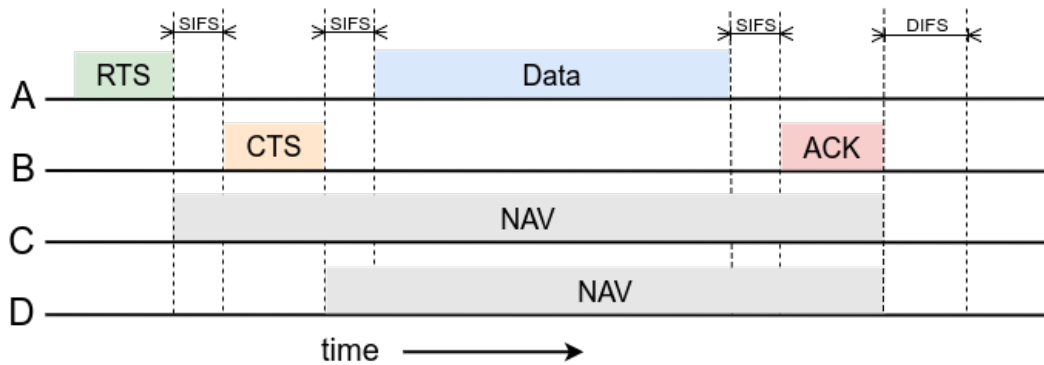 SIFS SIFS SIFS DIFS
A RTS Data
B CTS ACK
C NAV
D NAV
time